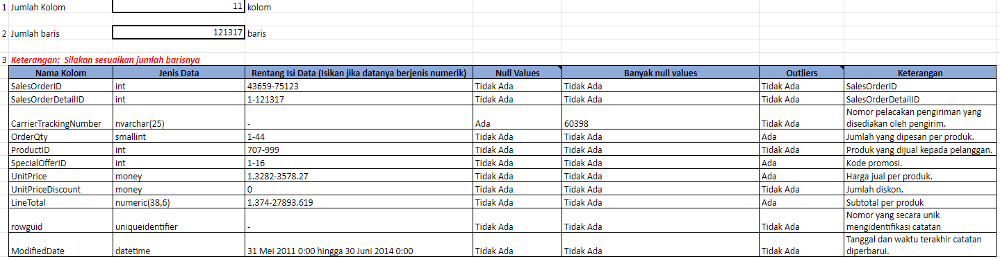 1 Jumlah Kolom 11 kolom
2 Jumlah baris 121317 baris
3 Keterangan: Silakan sesuaikan jumlah barisnya
Nama Kolom Jenis Data Rentang Isi Data (Isikan jika datanya berjenis numerik) Null Values Banyak null values Outliers Keterangan
SalesOrderID int 43659-75123 Tidak Ada Tidak Ada Tidak Ada SalesOrderID
SalesOrderDetailID int 1-121317 Tidak Ada Tidak Ada Tidak Ada SalesOrderDetailID
Nomor pelacakan pengiriman yang
CarrierTrackingNumber nvarchar(25) - Ada 60398 Tidak Ada disediakan oleh pengirim.
OrderQty smallint 1-44 Tidak Ada Tidak Ada Ada Jumlah yang dipesan per produk.
ProductID int 707-999 Tidak Ada Tidak Ada Tidak Ada Produk yang dijual kepada pelanggan.
SpecialOfferID int 1-16 Tidak Ada Tidak Ada Ada Kode promosi.
UnitPrice money 1.3282-3578.27 Tidak Ada Tidak Ada Ada Harga jual per produk.
UnitPriceDiscount money 0 Tidak Ada Tidak Ada Tidak Ada Jumlah diskon.
LineTotal numeric(38,6) 1.374-27893.619 Tidak Ada Tidak Ada Ada Subtotal per produk
Nomor yang secara unik
rowguid uniqueidentifier - Tidak Ada Tidak Ada Tidak Ada mengidentifikasi catatan
Tanggal dan waktu terakhir catatan
ModifiedDate datetime 31 Mei 2011 0:00 hingga 30 Juni 2014 0:00 Tidak Ada Tidak Ada Tidak Ada diperbarui.